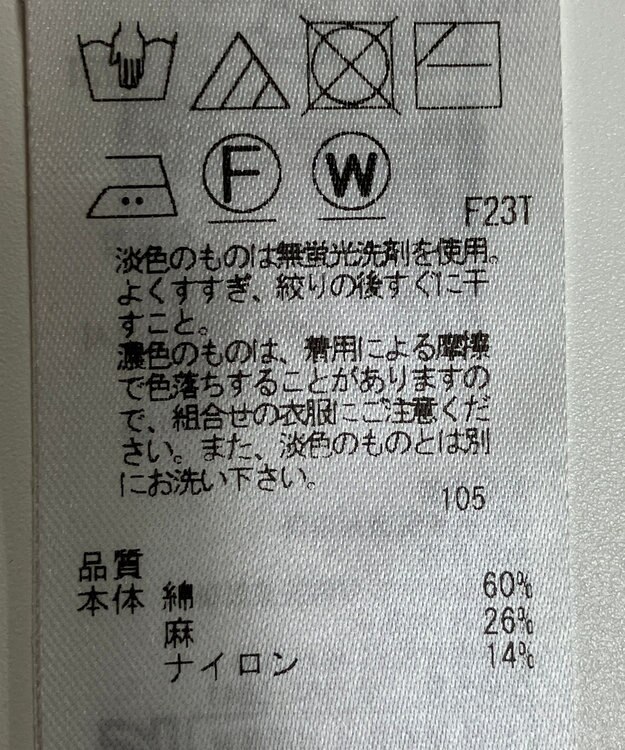 F W
F23T
淡色のものは無蛍光洗剤を使用。
よくすすぎ、絞りの後すぐに干
すこと。
濃色のものは、着用による摩擦
で色落ちすることがありますの
で、組合せの衣服にご注意くだ
さい。また、淡色のものとは別
にお洗い下さい。
105
品質
本体 綿 60%
麻 26%
ナイロン 14%